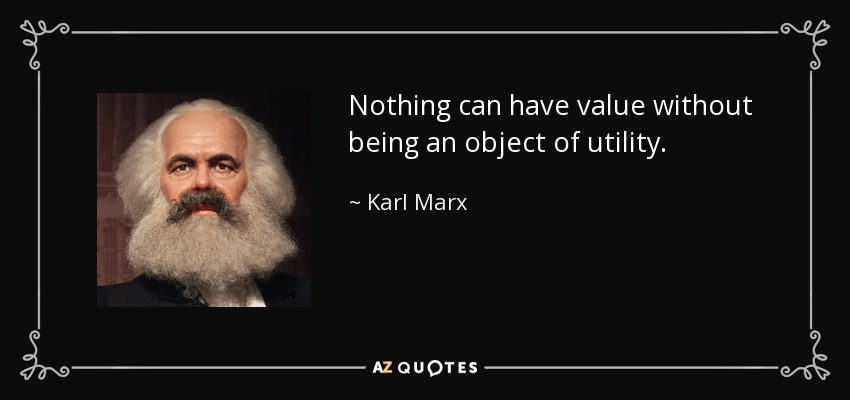 Nothing can have value without
being an object of utility.
~ Karl Marx
AZ QUOTES